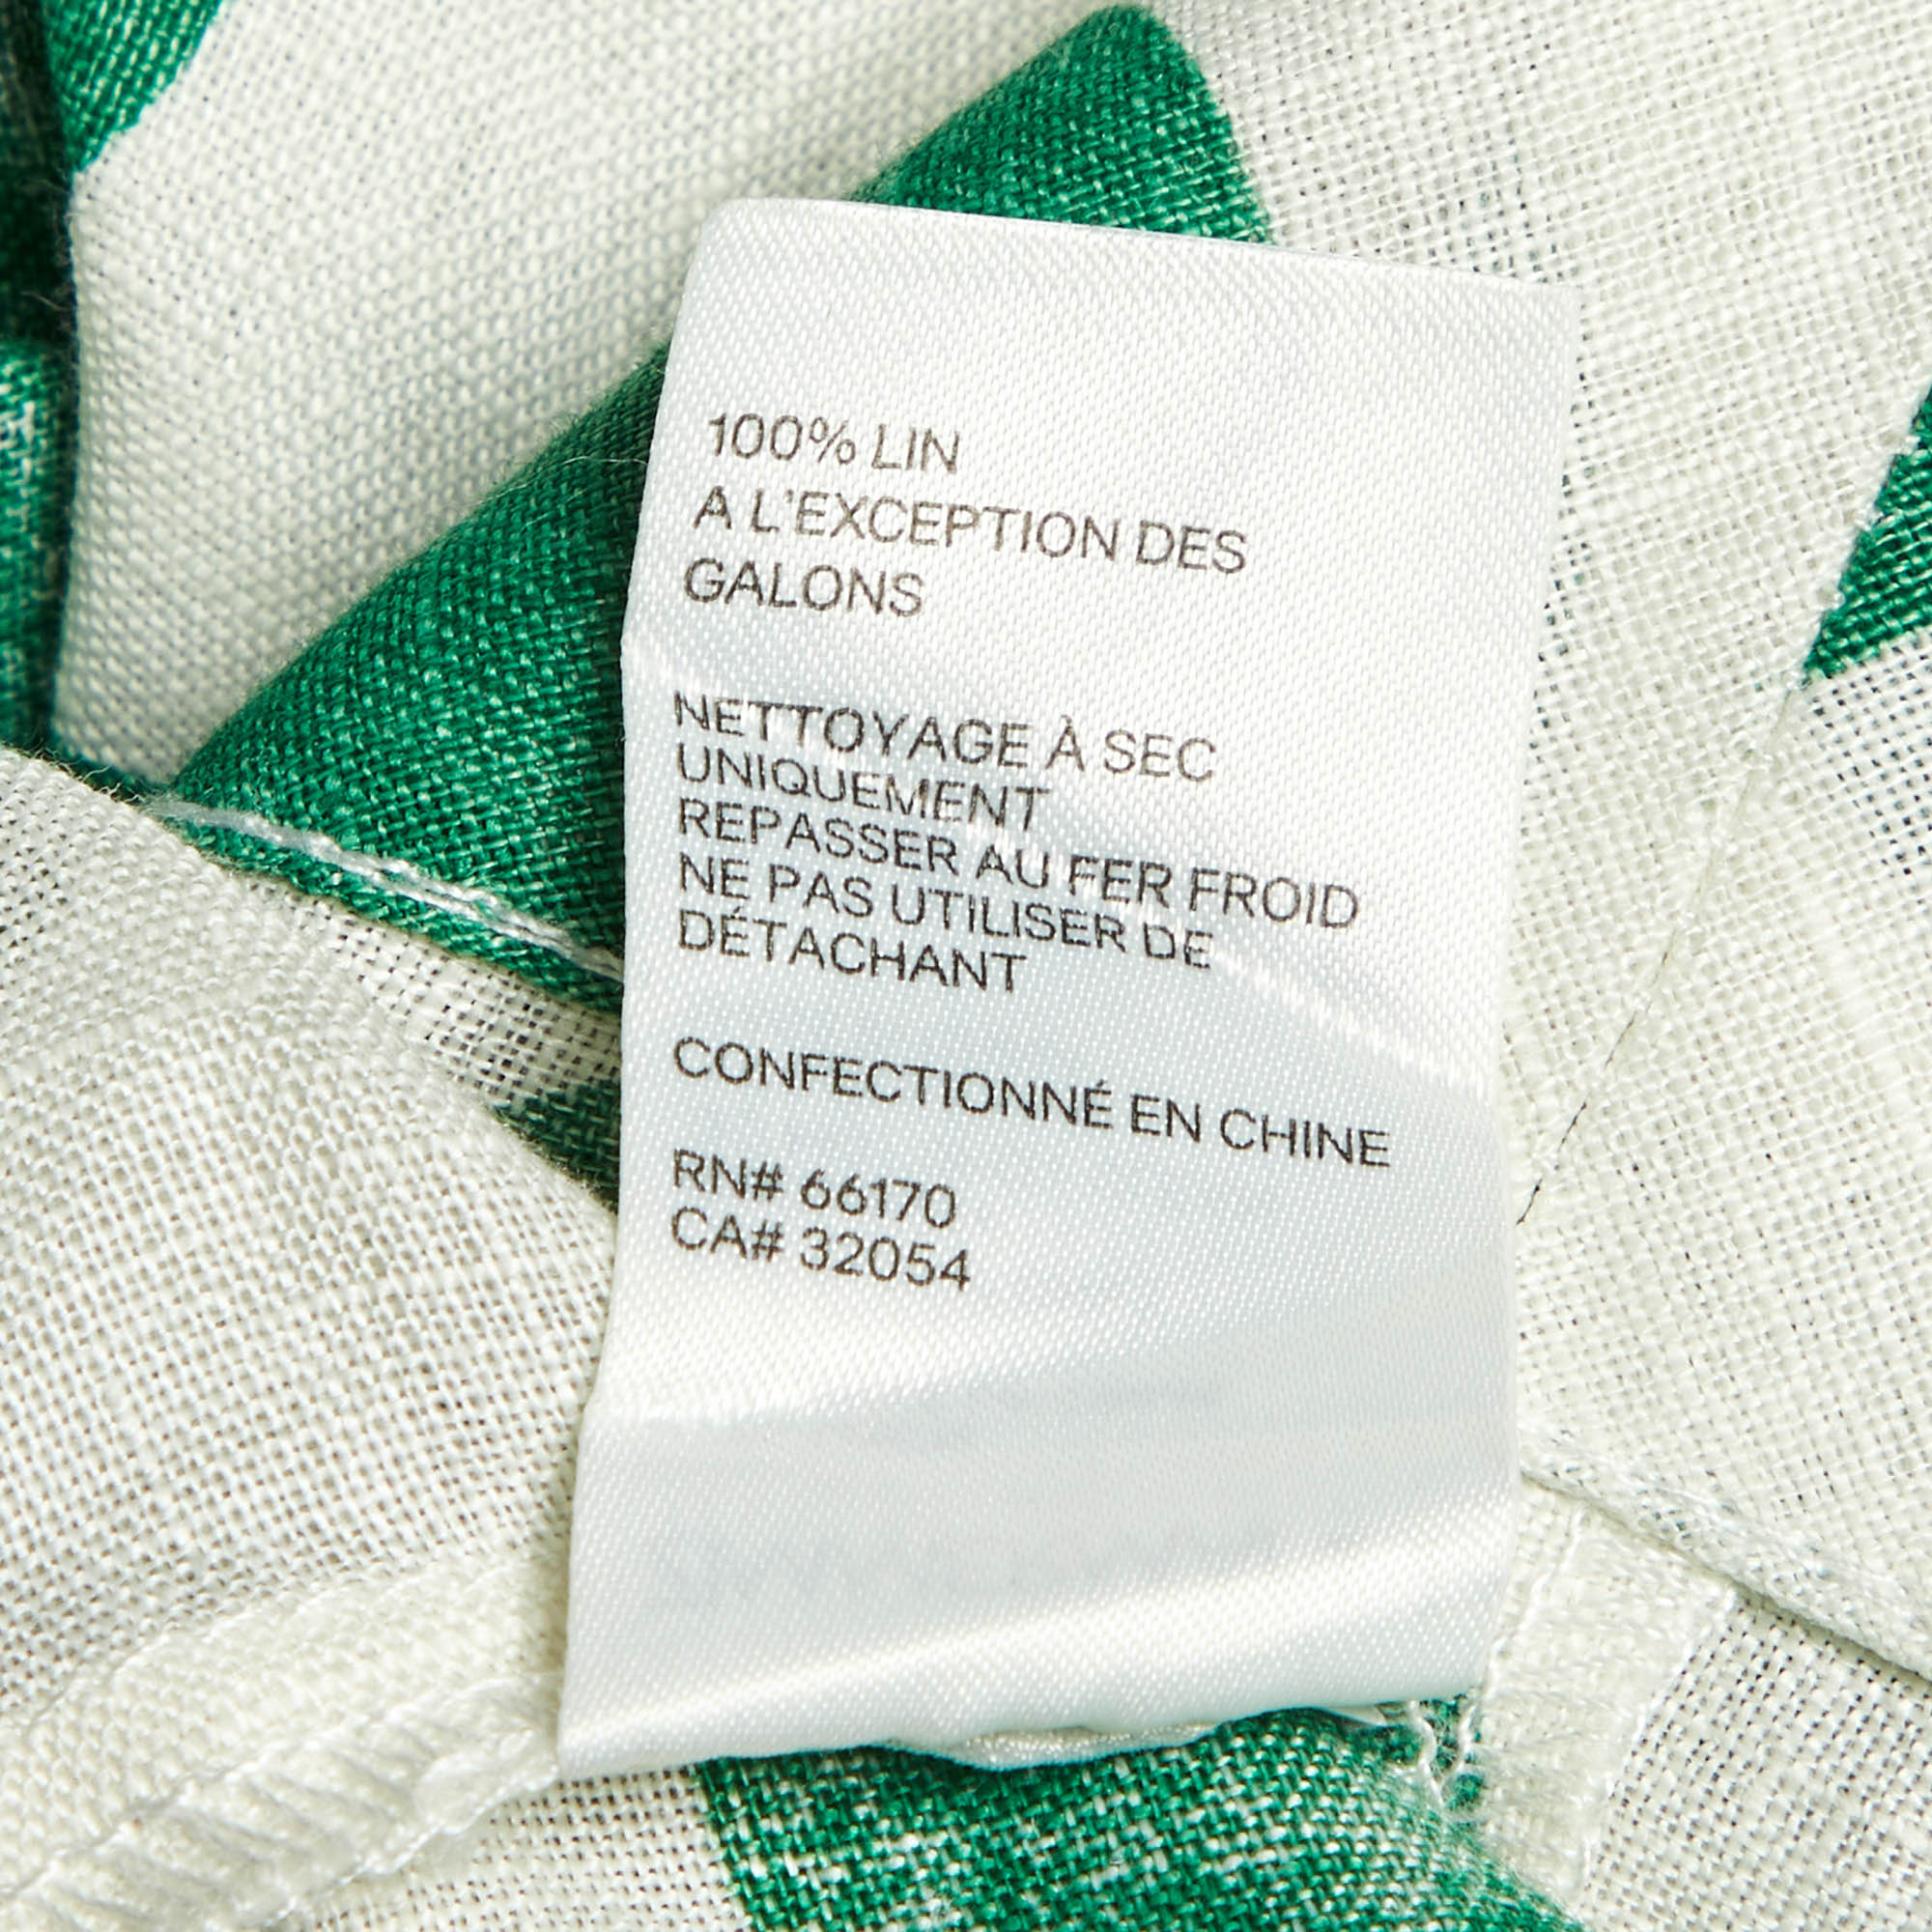 100% LIN
A L'EXCEPTION DES
GALONS
NETTOYAGE À SEC
UNIQUEMENT
REPASSER AU FER FROID
NE PAS UTILISER DE
DÉTACHANT
CONFECTIONNÉ EN CHINE
RN# 66170
CA# 32054